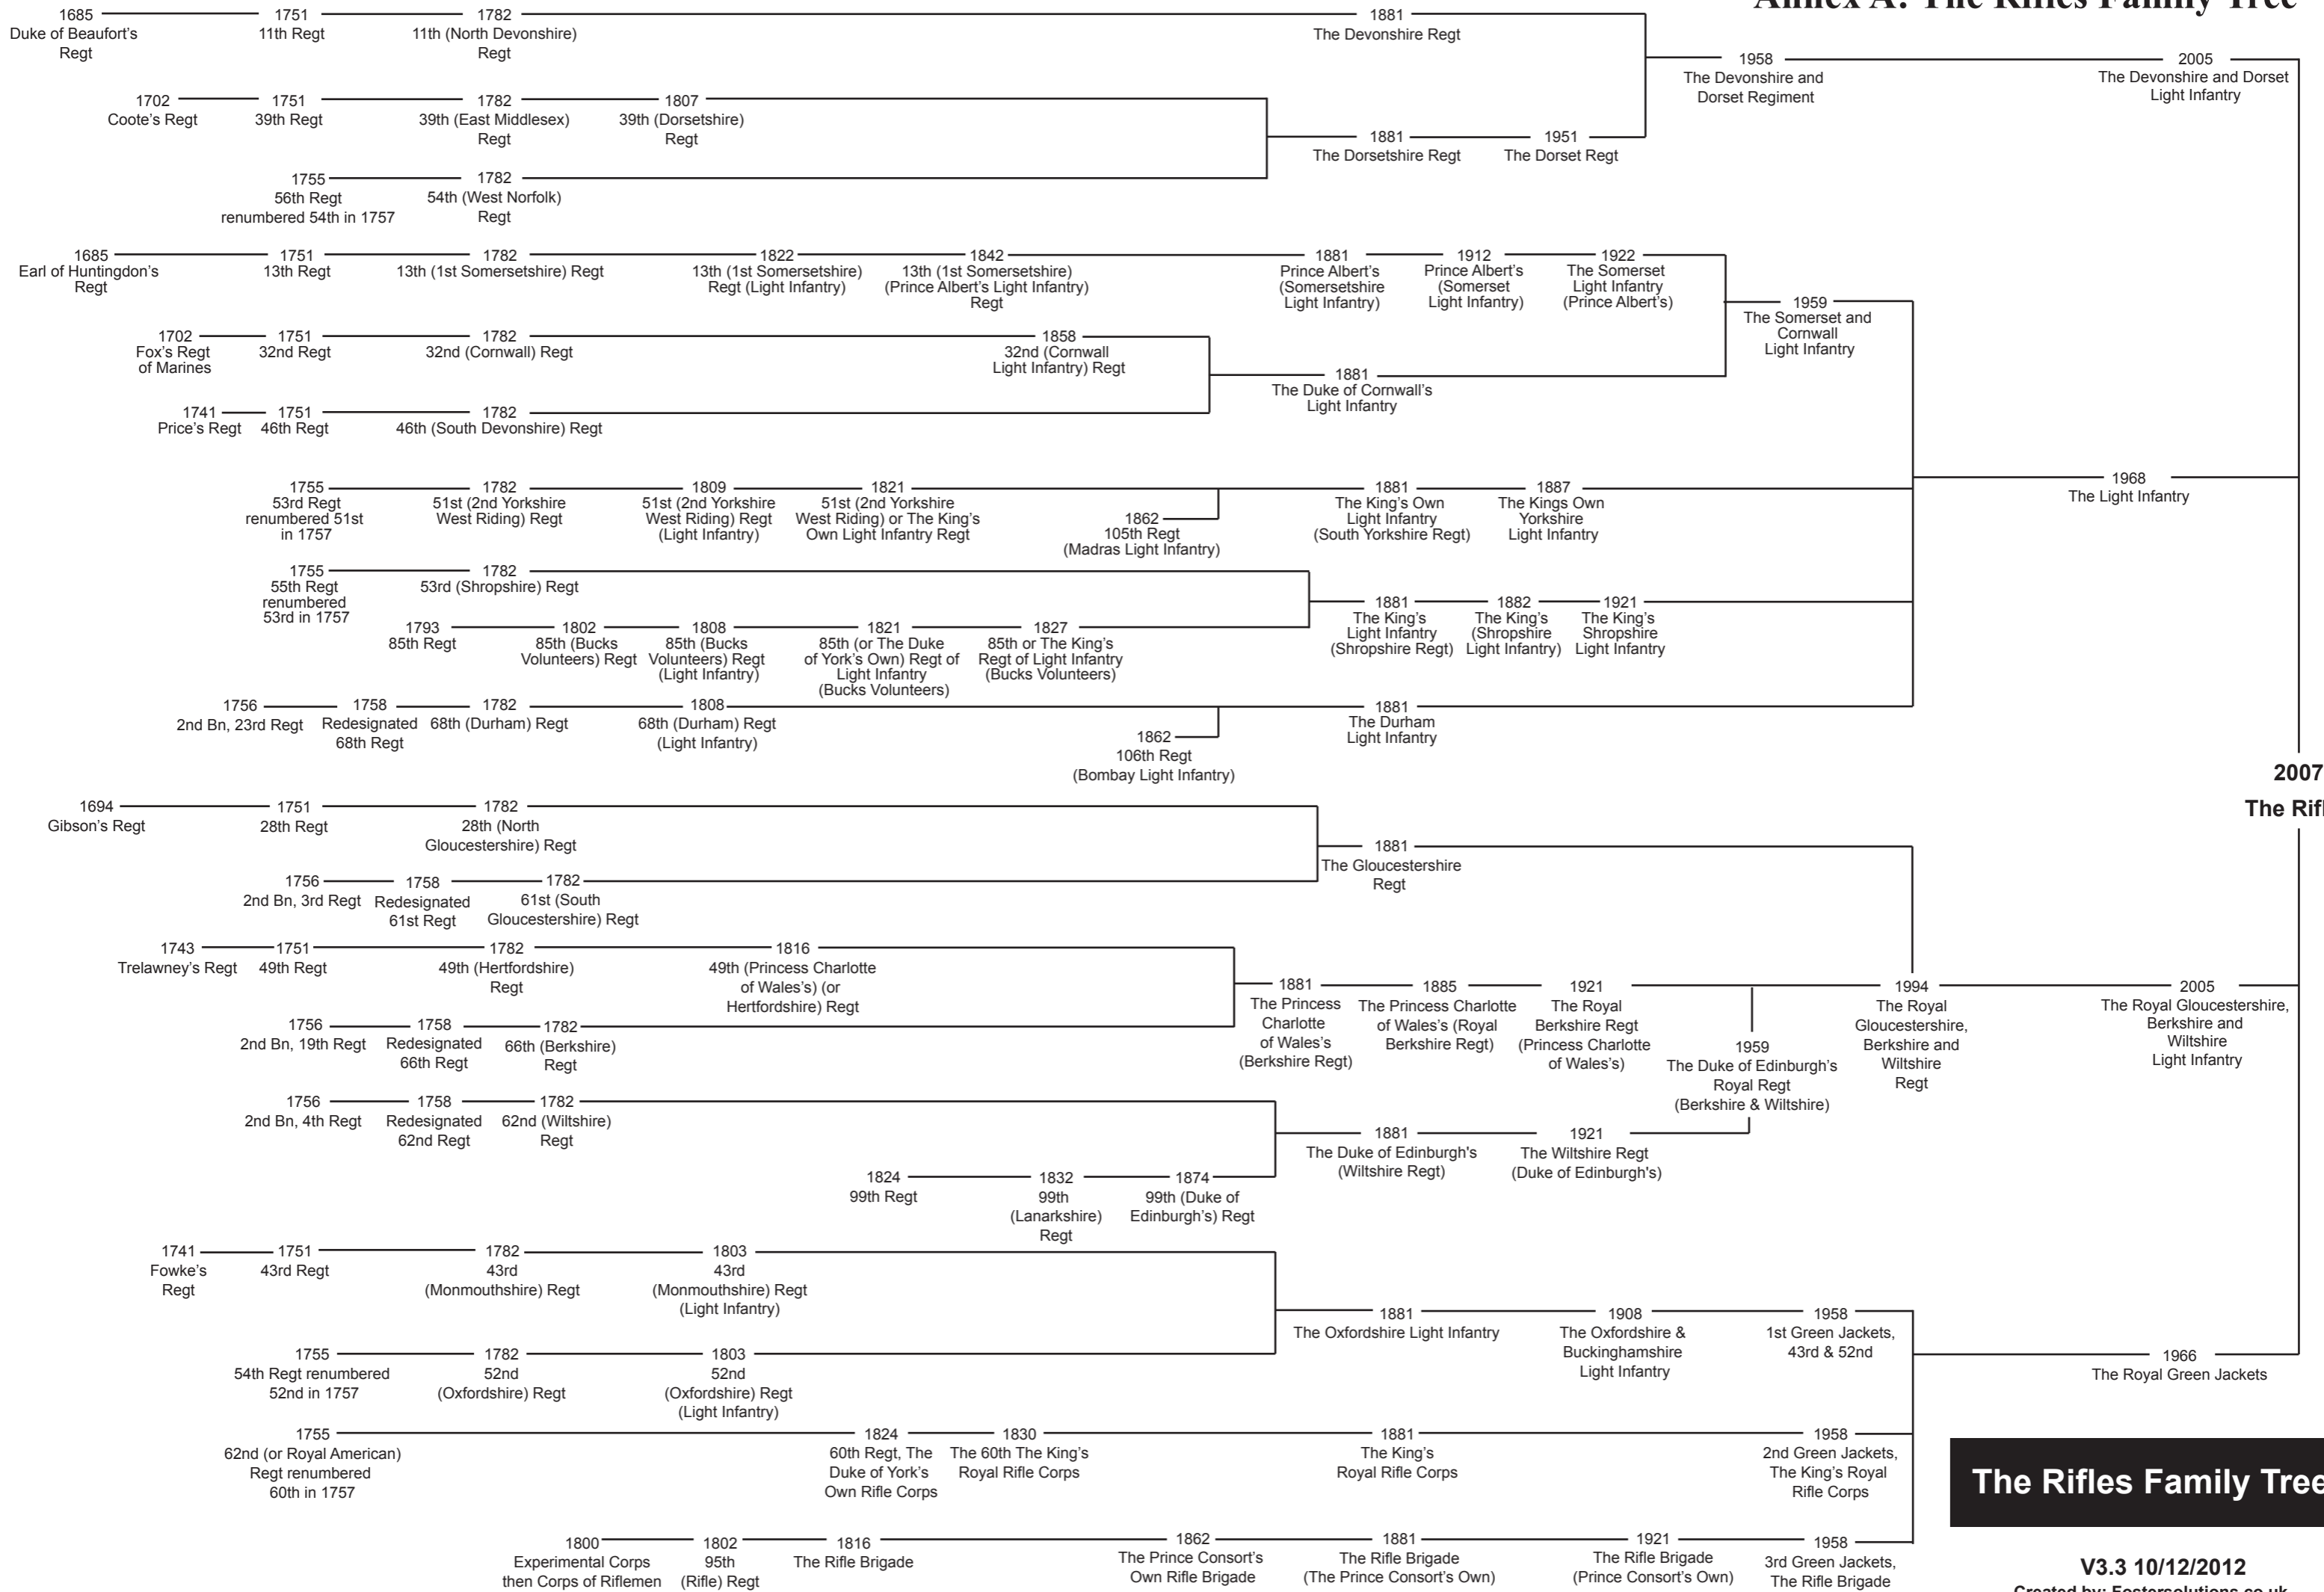 Annex A: The Rifles Family Tree
1685
Duke of Beaufort's
Regt
1751
11th Regt
1782
11th (North Devonshire)
Regt
1881
The Devonshire Regt
1958
The Devonshire and
Dorset Regiment
2005
The Devonshire and Dorset
Light Infantry
1702
Coote's Regt
1751
39th Regt
1782
39th (East Middlesex)
Regt
1807
39th (Dorsetshire)
Regt
1881
The Dorsetshire Regt
1951
The Dorset Regt
1755
56th Regt
renumbered 54th in 1757
1782
54th (West Norfolk)
Regt
1685
Earl of Huntingdon's
Regt
1751
13th Regt
1782
13th (1st Somersetshire) Regt
1822
13th (1st Somersetshire)
Regt (Light Infantry)
1842
13th (1st Somersetshire)
(Prince Albert's Light Infantry)
Regt
1881
Prince Albert's
(Somersetshire
Light Infantry)
1912
Prince Albert's
(Somerset
Light Infantry)
1922
The Somerset
Light Infantry
(Prince Albert's)
1959
The Somerset and
Cornwall
Light Infantry
1702
Fox's Regt
of Marines
1751
32nd Regt
1782
32nd (Cornwall) Regt
1858
32nd (Cornwall
Light Infantry) Regt
1881
The Duke of Cornwall's
Light Infantry
1741
Price's Regt
1751
46th Regt
1782
46th (South Devonshire) Regt
1755
53rd Regt
renumbered 51st
in 1757
1782
51st (2nd Yorkshire
West Riding) Regt
1809
51st (2nd Yorkshire
West Riding) Regt
(Light Infantry)
1821
51st (2nd Yorkshire
West Riding) or The King's
Own Light Infantry Regt
1862
105th Regt
(Madras Light Infantry)
1881
The King's Own
Light Infantry
(South Yorkshire Regt)
1887
The Kings Own
Yorkshire
Light Infantry
1968
The Light Infantry
1755
55th Regt
renumbered
53rd in 1757
1782
53rd (Shropshire) Regt
1881
The King's
Light Infantry
(Shropshire Regt)
1882
The King's
(Shropshire
Light Infantry)
1921
The King's
Shropshire
Light Infantry
1793
85th Regt
1802
85th (Bucks
Volunteers) Regt
1808
85th (Bucks
Volunteers) Regt
(Light Infantry)
1821
85th (or The Duke
of York's Own) Regt of
Light Infantry
(Bucks Volunteers)
1827
85th or The King's
Regt of Light Infantry
(Bucks Volunteers)
1756
2nd Bn, 23rd Regt
1758
Redesignated
68th Regt
1782
68th (Durham) Regt
1808
68th (Durham) Regt
(Light Infantry)
1862
106th Regt
(Bombay Light Infantry)
1881
The Durham
Light Infantry
2007
The Rifl
1694
Gibson's Regt
1751
28th Regt
1782
28th (North
Gloucestershire) Regt
1881
The Gloucestershire
Regt
1756
2nd Bn, 3rd Regt
1758
Redesignated
61st Regt
1782
61st (South
Gloucestershire) Regt
1743
Trelawney's Regt
1751
49th Regt
1782
49th (Hertfordshire)
Regt
1816
49th (Princess Charlotte
of Wales's) (or
Hertfordshire) Regt
1881
The Princess
Charlotte
of Wales's
(Berkshire Regt)
1885
The Princess Charlotte
of Wales's (Royal
Berkshire Regt)
1921
The Royal
Berkshire Regt
(Princess Charlotte
of Wales's)
1959
The Duke of Edinburgh's
Royal Regt
(Berkshire & Wiltshire)
1994
The Royal
Gloucestershire,
Berkshire and
Wiltshire
Regt
2005
The Royal Gloucestershire,
Berkshire and
Wiltshire
Light Infantry
1756
2nd Bn, 19th Regt
1758
Redesignated
66th Regt
1782
66th (Berkshire)
Regt
1756
2nd Bn, 4th Regt
1758
Redesignated
62nd Regt
1782
62nd (Wiltshire)
Regt
1881
The Duke of Edinburgh's
(Wiltshire Regt)
1921
The Wiltshire Regt
(Duke of Edinburgh's)
1824
99th Regt
1832
99th
(Lanarkshire)
Regt
1874
99th (Duke of
Edinburgh's) Regt
1741
Fowke's
Regt
1751
43rd Regt
1782
43rd
(Monmouthshire) Regt
1803
43rd
(Monmouthshire) Regt
(Light Infantry)
1881
The Oxfordshire Light Infantry
1908
The Oxfordshire &
Buckinghamshire
Light Infantry
1958
1st Green Jackets,
43rd & 52nd
1966
The Royal Green Jackets
1755
54th Regt renumbered
52nd in 1757
1782
52nd
(Oxfordshire) Regt
1803
52nd
(Oxfordshire) Regt
(Light Infantry)
1755
62nd (or Royal American)
Regt renumbered
60th in 1757
1824
60th Regt, The
Duke of York's
Own Rifle Corps
1830
The 60th The King's
Royal Rifle Corps
1881
The King's
Royal Rifle Corps
1958
2nd Green Jackets,
The King's Royal
Rifle Corps
1800
Experimental Corps
then Corps of Riflemen
1802
95th
(Rifle) Regt
1816
The Rifle Brigade
1862
The Prince Consort's
Own Rifle Brigade
1881
The Rifle Brigade
(The Prince Consort's Own)
1921
The Rifle Brigade
(Prince Consort's Own)
1958
3rd Green Jackets,
The Rifle Brigade
The Rifles Family Tree
V3.3 10/12/2012
Created by: Fostersolutions.co.uk